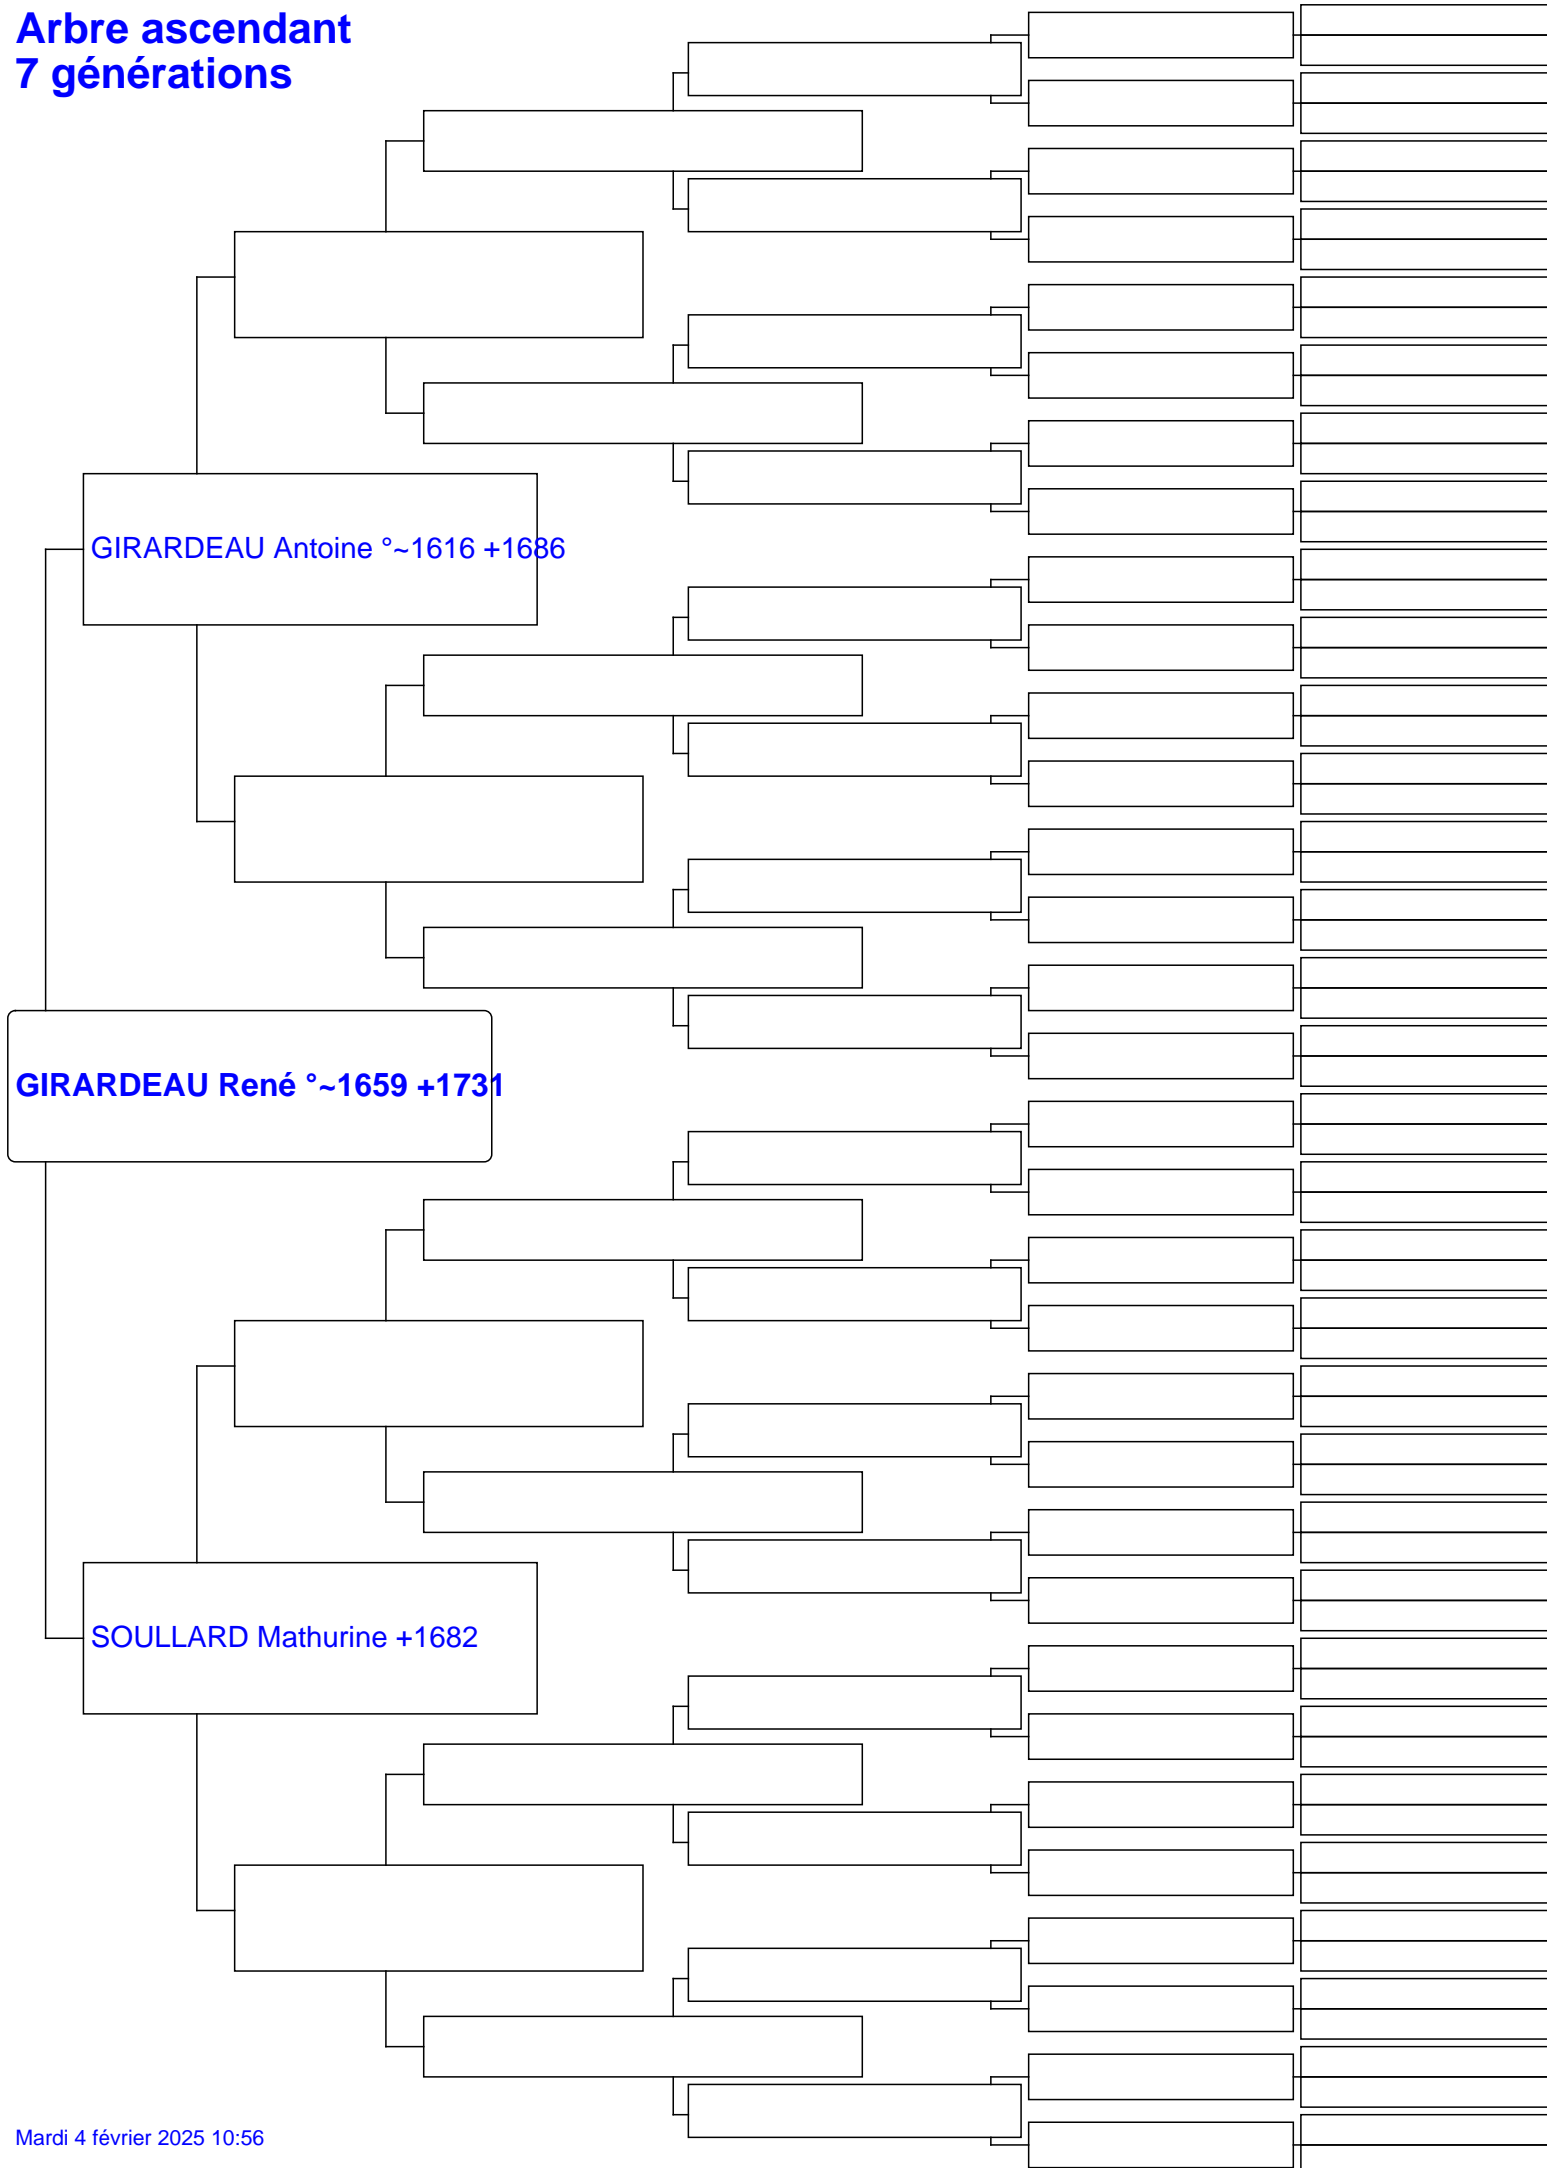 Arbre ascendant
7 générations
GIRARDEAU Antoine °~1616 +1686
GIRARDEAU René °~1659 +1731
SOULLARD Mathurine +1682
Mardi 4 février 2025 10:56